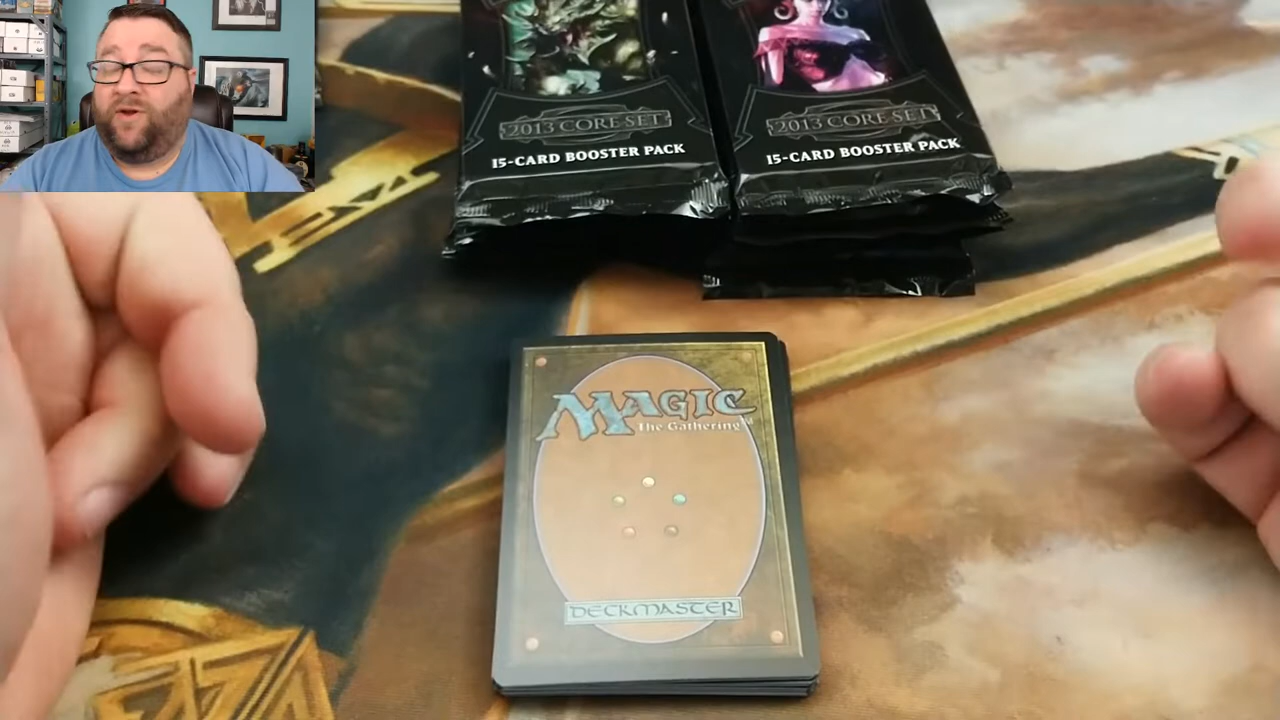 2013 CORE SET
15-CARD BOOSTER PACK
2013 CORE SET
15-CARD BOOSTER PACK
MAGIC
The Gathering
DECKMASTER